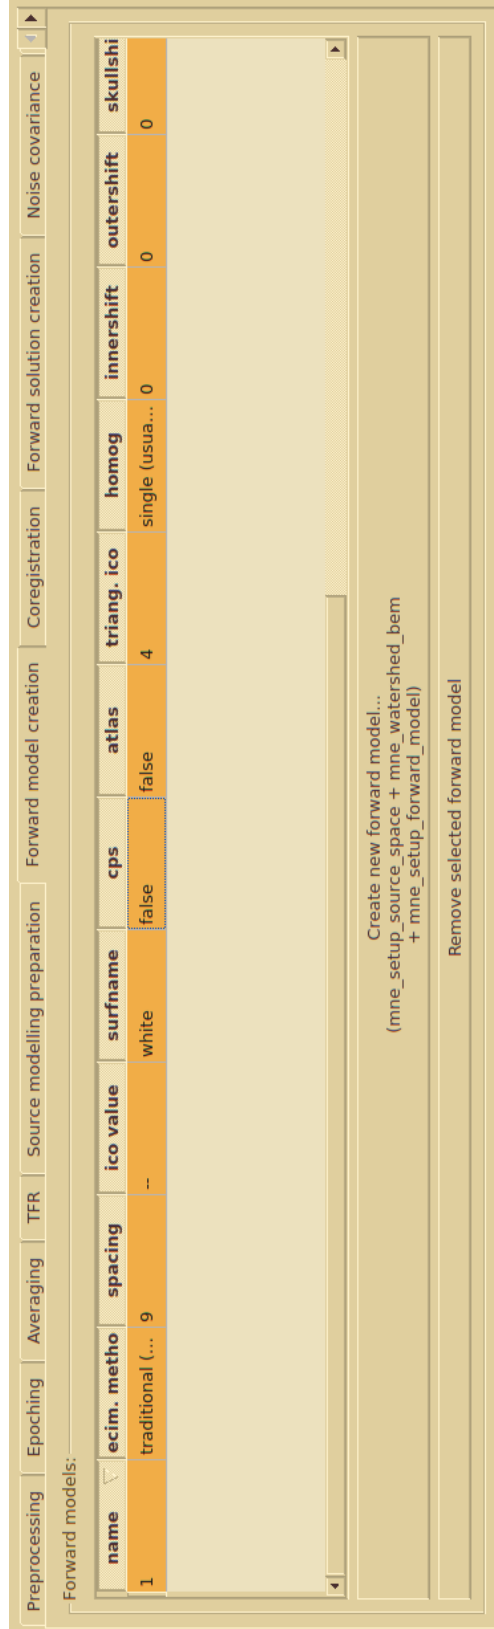 Preprocessing Epoching Averaging TFR Source modelling preparation Forward model creation Coregistration Forward solution creation Noise covariance
Forward models:
name ecim. metho spacing ico value surfname cps atlas triang. ico homog innershift outershift skullshi
1 traditional (... 9 -- white false false 4 single (usua... 0 0 0
Create new forward model...
(mne_setup_source_space + mne_watershed_bem
+ mne_setup_forward_model)
Remove selected forward model